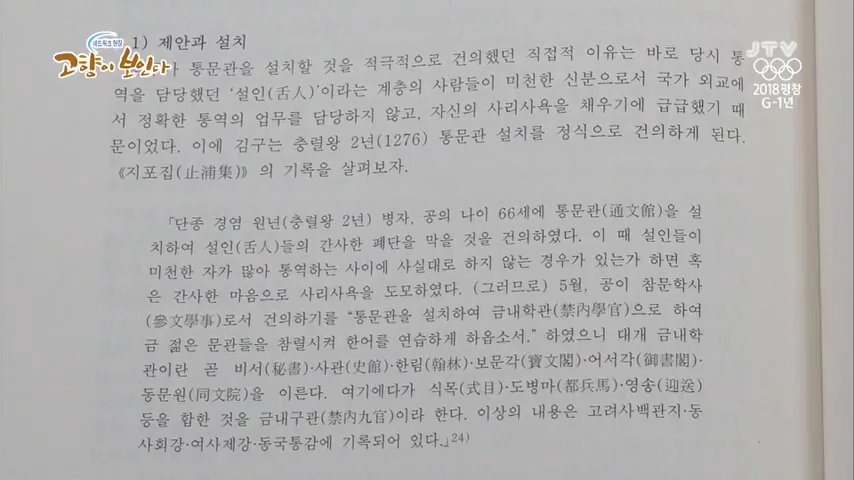 네트워크 현장
고향이 보인다
JTV
2018평창
G-1년
1) 제안과 설치
통문관을 설치할 것을 적극적으로 건의했던 직접적 이유는 바로 당시 통
역을 담당했던 ‘설인(舌人)’이라는 계층의 사람들이 미천한 신분으로서 국가 외교에
서 정확한 통역의 업무를 담당하지 않고, 자신의 사리사욕을 채우기에 급급했기 때
문이었다. 이에 김구는 충렬왕 2년(1276) 통문관 설치를 정식으로 건의하게 된다.
《지포집(止浦集)》의 기록을 살펴보자.
「단종 경염 원년(충렬왕 2년) 병자, 공의 나이 66세에 통문관(通文館)을 설
치하여 설인(舌人)들의 간사한 폐단을 막을 것을 건의하였다. 이 때 설인들이
미천한 자가 많아 통역하는 사이에 사실대로 하지 않는 경우가 있는가 하면 혹
은 간사한 마음으로 사리사욕을 도모하였다. (그러므로) 5월, 공이 참문학사
(參文學事)로서 건의하기를 “통문관을 설치하여 금내학관(禁內學官)으로 하여
금 젊은 문관들을 참렬시켜 한어를 연습하게 하옵소서.” 하였으니 대개 금내학
관이란 곧 비서(秘書)·사관(史館)·한림(翰林)·보문각(寶文閣)·어서각(御書閣)·
동문원(同文院)을 이른다. 여기에다가 식목(式目)·도병마(都兵馬)·영송(迎送)
등을 합한 것을 금내구관(禁內九官)이라 한다. 이상의 내용은 고려사백관지·동
사회강·여사제강·동국통감에 기록되어 있다.」24)